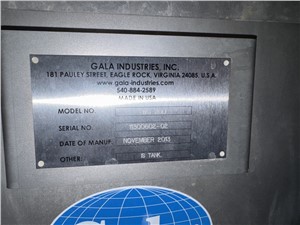 GALA INDUSTRIES, INC.
181 PAULEY STREET, EAGLE ROCK, VIRGINIA 24085, U.S.A.
www.gala-industries.com
540-884-2589
MADE IN USA
MODEL NO.
SERIAL NO.
DATE OF MANUF. NOVEMBER 2013
OTHER: TANK